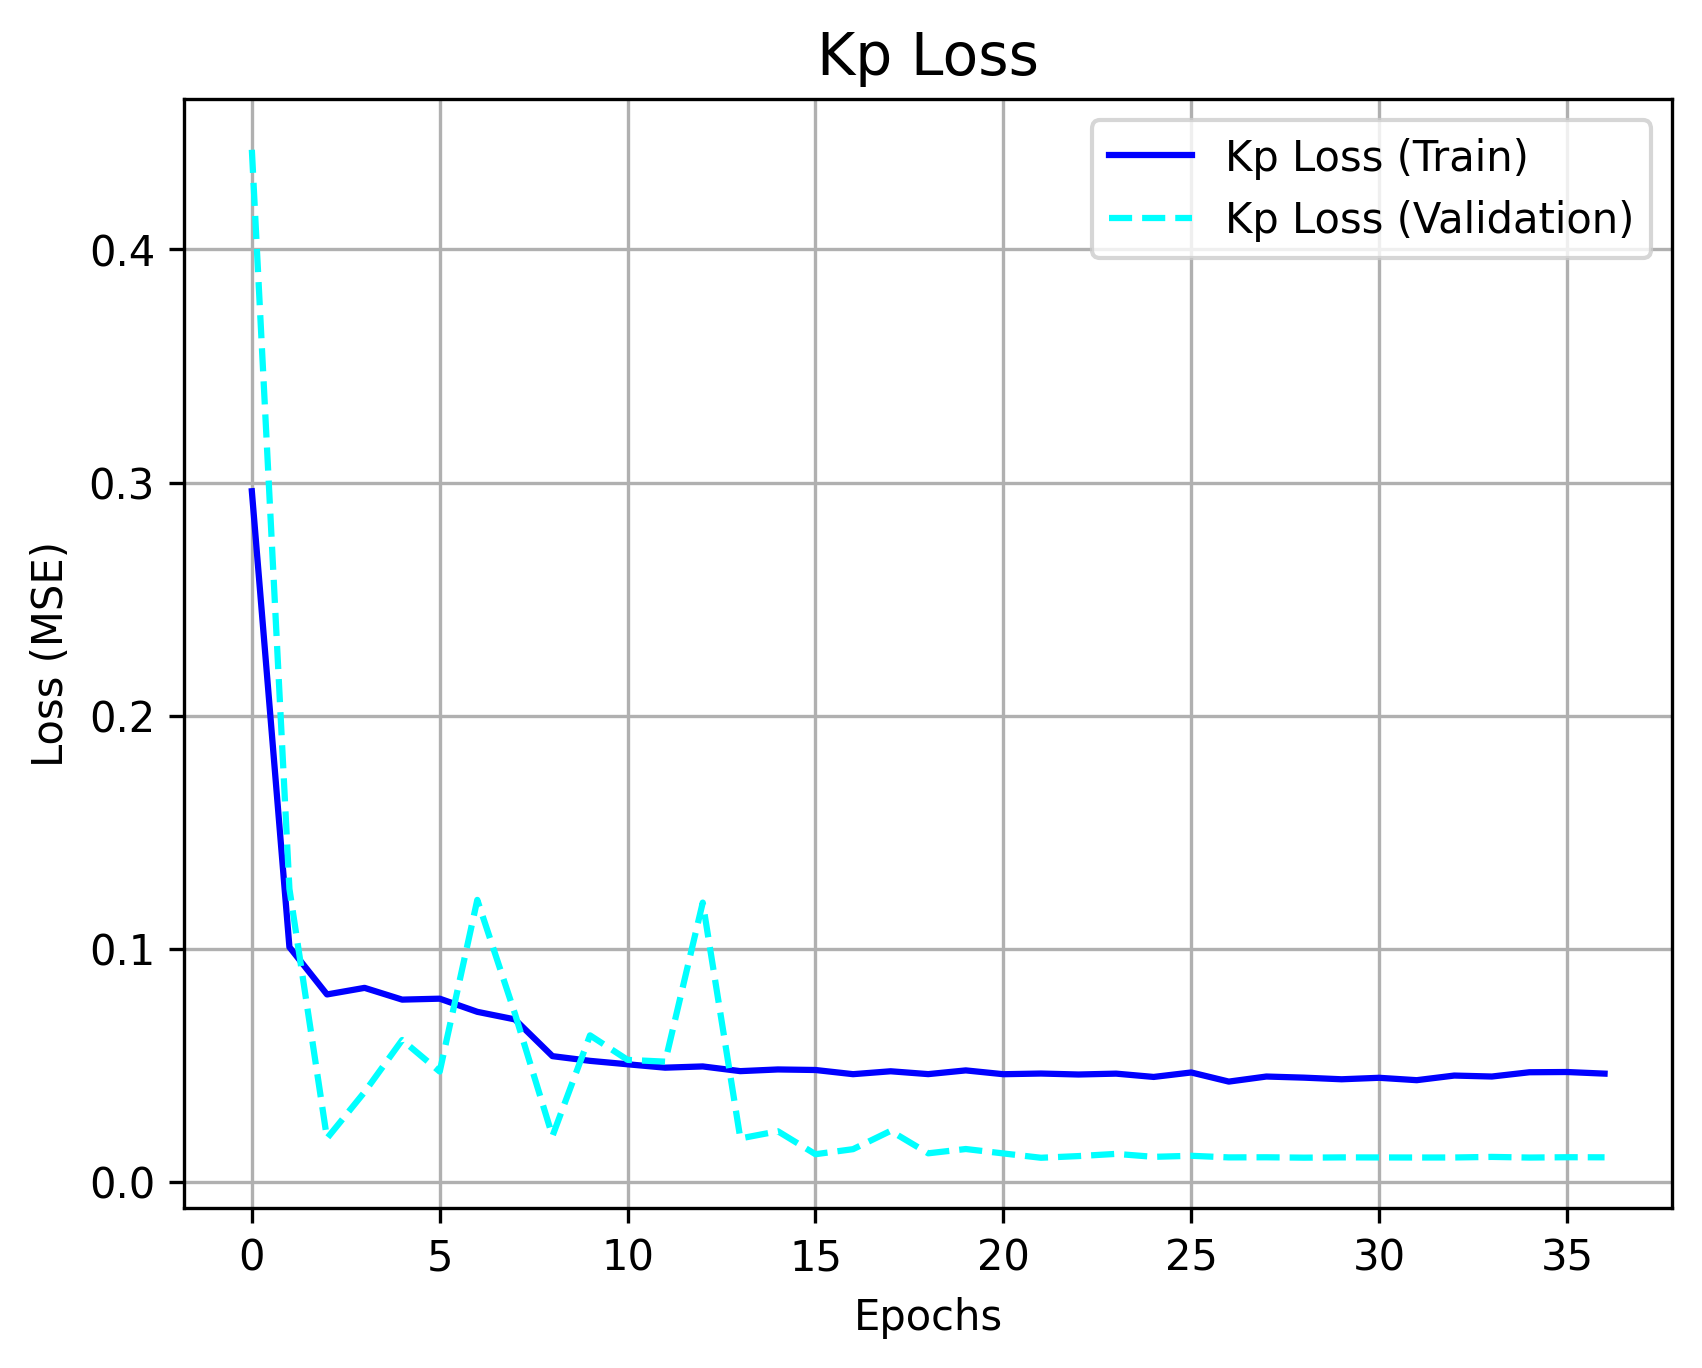 Kp Loss
Kp Loss (Train)
Kp Loss (Validation)
Loss (MSE)
0.4
0.3
0.2
0.1
0.0
0 5 10 15 20 25 30 35
Epochs